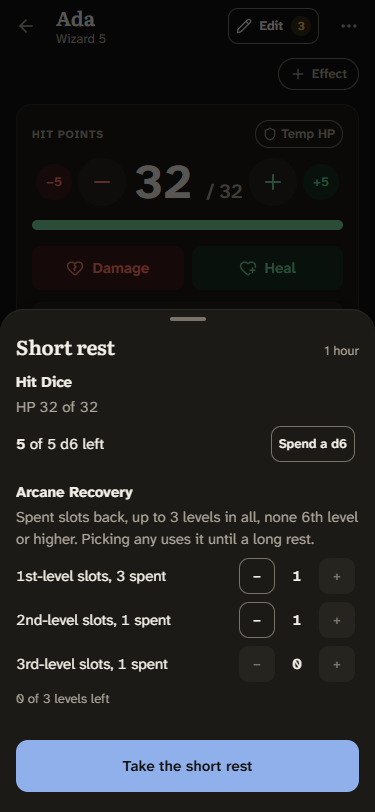 Ada
Wizard 5
Edit 3
+ Effect
HIT POINTS
Temp HP
–5
–
32 / 32
+
+5
Damage
Heal
Short rest
1 hour
Hit Dice
HP 32 of 32
5 of 5 d6 left
Spend a d6
Arcane Recovery
Spent slots back, up to 3 levels in all, none 6th level
or higher. Picking any uses it until a long rest.
1st-level slots, 3 spent – 1 +
2nd-level slots, 1 spent – 1 +
3rd-level slots, 1 spent – 0 +
0 of 3 levels left
Take the short rest